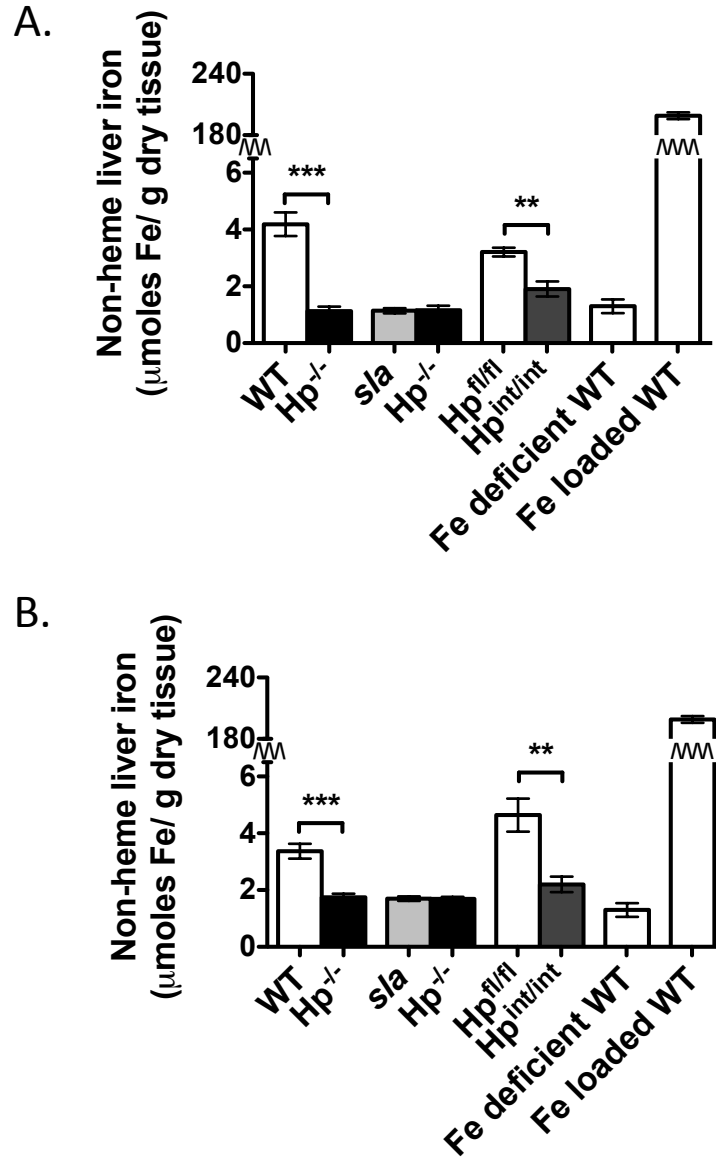 A.
Non-heme liver iron
(μmoles Fe/ g dry tissue)
240
180
6
4
2
0
***
**
WT
Hp-/-
sla
Hp-/-
Hpfl/fl
Hpint/int
Fe deficient WT
Fe loaded WT
B.
Non-heme liver iron
(μmoles Fe/ g dry tissue)
240
180
6
4
2
0
***
**
WT
Hp-/-
sla
Hp-/-
Hpfl/fl
Hpint/int
Fe deficient WT
Fe loaded WT